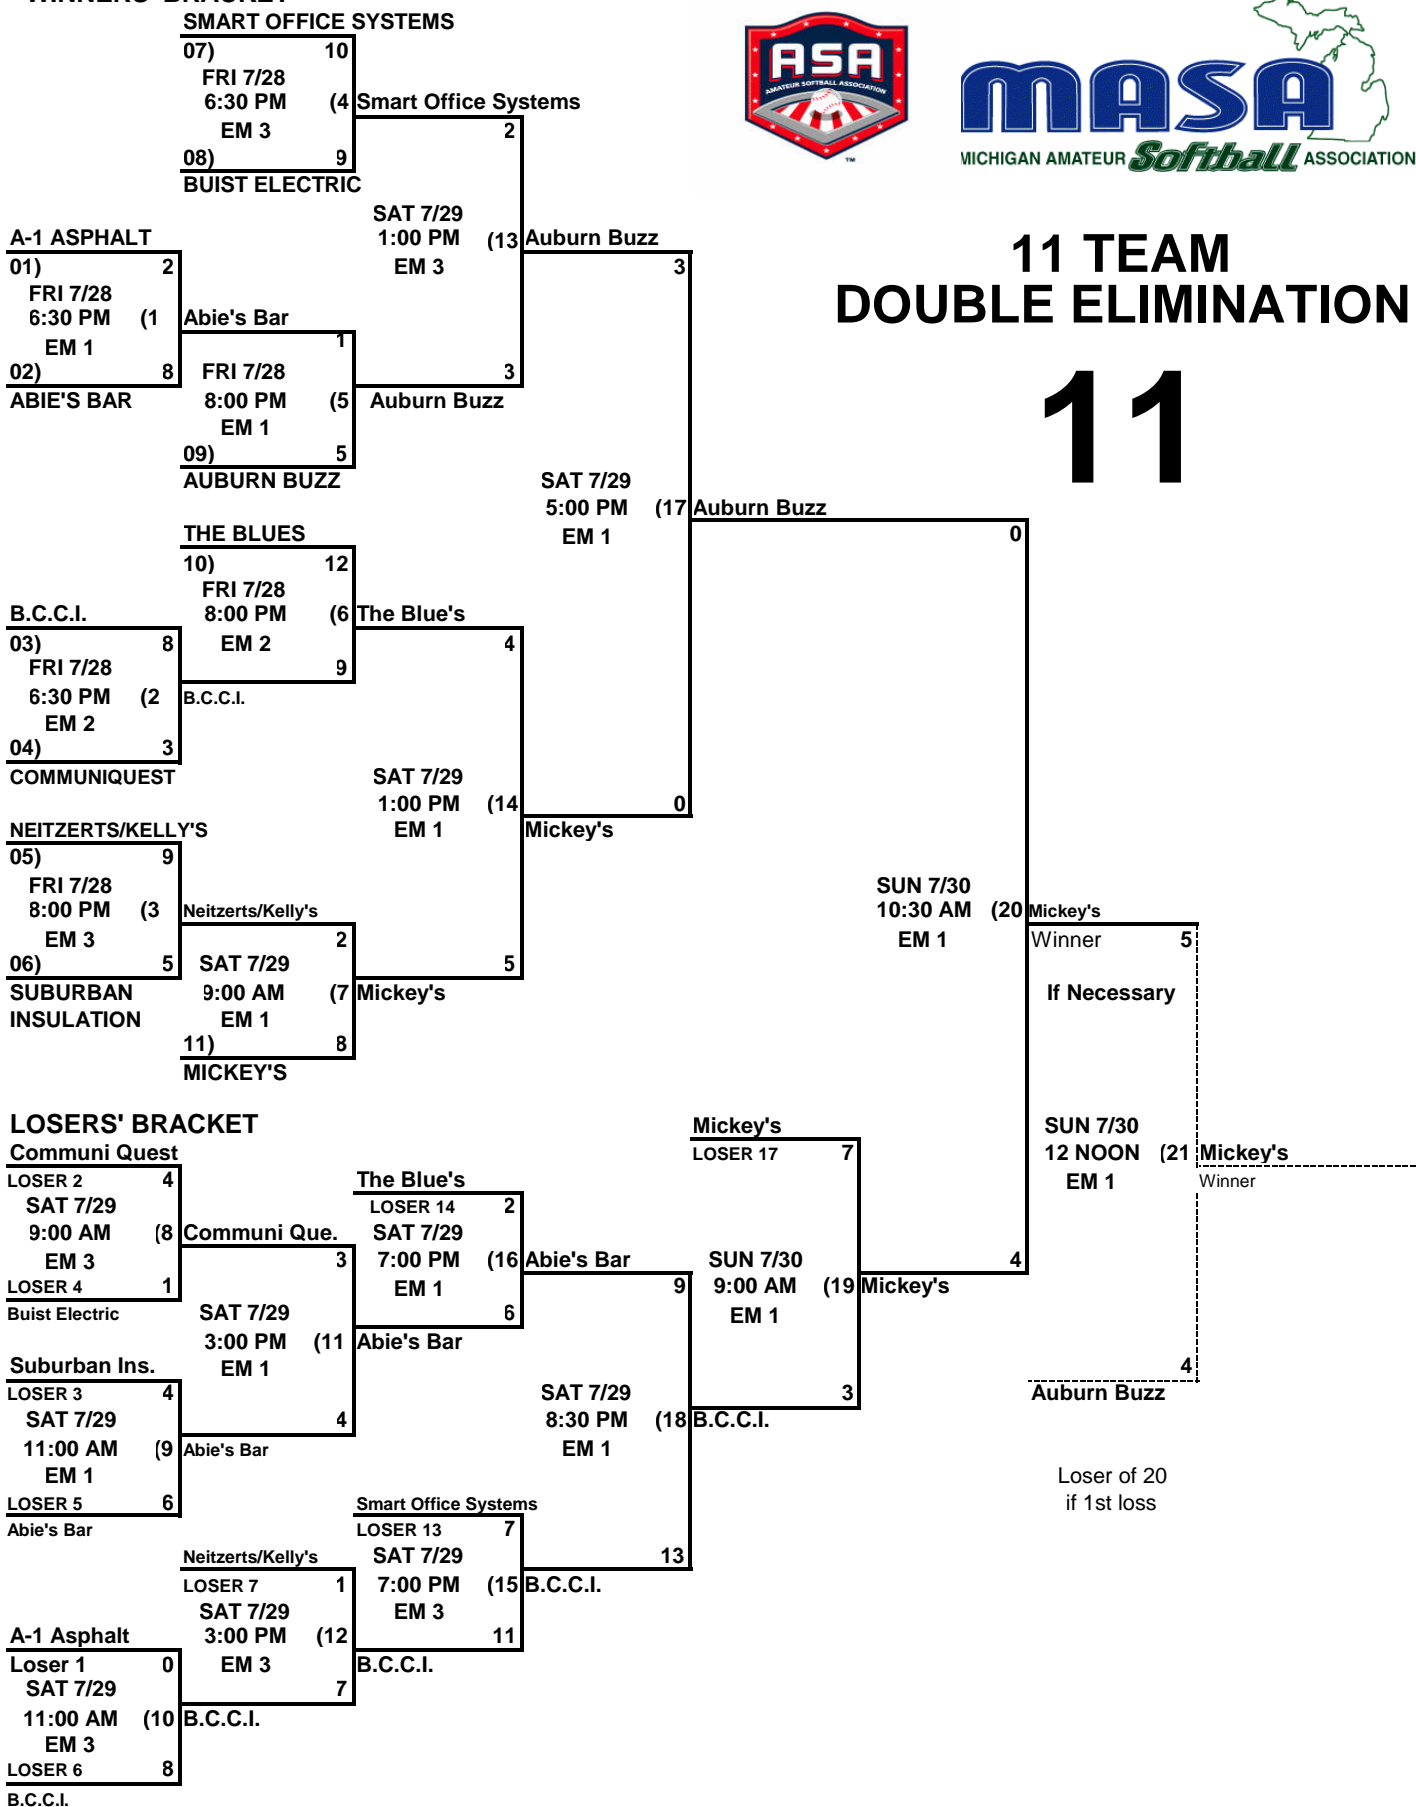 WINNERS' BRACKET
SMART OFFICE SYSTEMS
07) 10
FRI 7/28
6:30 PM (4 Smart Office Systems
EM 3 2
08) 9
BUIST ELECTRIC
ASA
AMATEUR SOFTBALL ASSOCIATION
TM
MASA
MICHIGAN AMATEUR Softball ASSOCIATION
11 TEAM
DOUBLE ELIMINATION
11
SAT 7/29
1:00 PM (13 Auburn Buzz
EM 3 3
A-1 ASPHALT
01) 2
FRI 7/28
6:30 PM (1 Abie's Bar
EM 1 1
02) 8
ABIE'S BAR
FRI 7/28 3
8:00 PM (5 Auburn Buzz
EM 1
09) 5
AUBURN BUZZ
SAT 7/29
5:00 PM (17 Auburn Buzz
EM 1 0
THE BLUES
10) 12
FRI 7/28
8:00 PM (6 The Blue's
EM 2 4
9
B.C.C.I.
03) 8
FRI 7/28
6:30 PM (2 B.C.C.I.
EM 2
04) 3
COMMUNIQUEST
SAT 7/29
1:00 PM (14 0
EM 1 Mickey's
NEITZERTS/KELLY'S
05) 9
FRI 7/28
8:00 PM (3 Neitzerts/Kelly's
EM 3 2
06) 5
SUBURBAN
INSULATION
SAT 7/29 5
9:00 AM (7 Mickey's
EM 1
11) 8
MICKEY'S
SUN 7/30
10:30 AM (20 Mickey's
EM 1 Winner 5
If Necessary
LOSERS' BRACKET
Communi Quest
LOSER 2 4
SAT 7/29
9:00 AM (8 Communi Que.
EM 3 3
LOSER 4 1
Buist Electric
The Blue's
LOSER 14 2
SAT 7/29
7:00 PM (16 Abie's Bar
EM 1 9
6
SAT 7/29
3:00 PM (11 Abie's Bar
EM 1
4
Mickey's
LOSER 17 7
SUN 7/30 4
9:00 AM (19 Mickey's
EM 1
3
SUN 7/30
12 NOON (21 Mickey's
EM 1 Winner
4
Auburn Buzz
Loser of 20
if 1st loss
Suburban Ins.
LOSER 3 4
SAT 7/29
11:00 AM (9 Abie's Bar
EM 1
LOSER 5 6
Abie's Bar
SAT 7/29
8:30 PM (18 B.C.C.I.
EM 1
Smart Office Systems
LOSER 13 7
SAT 7/29 13
7:00 PM (15 B.C.C.I.
EM 3
11
Neitzerts/Kelly's
LOSER 7 1
SAT 7/29
3:00 PM (12
EM 3 B.C.C.I.
7
A-1 Asphalt
Loser 1 0
SAT 7/29
11:00 AM (10 B.C.C.I.
EM 3
LOSER 6 8
B.C.C.I.